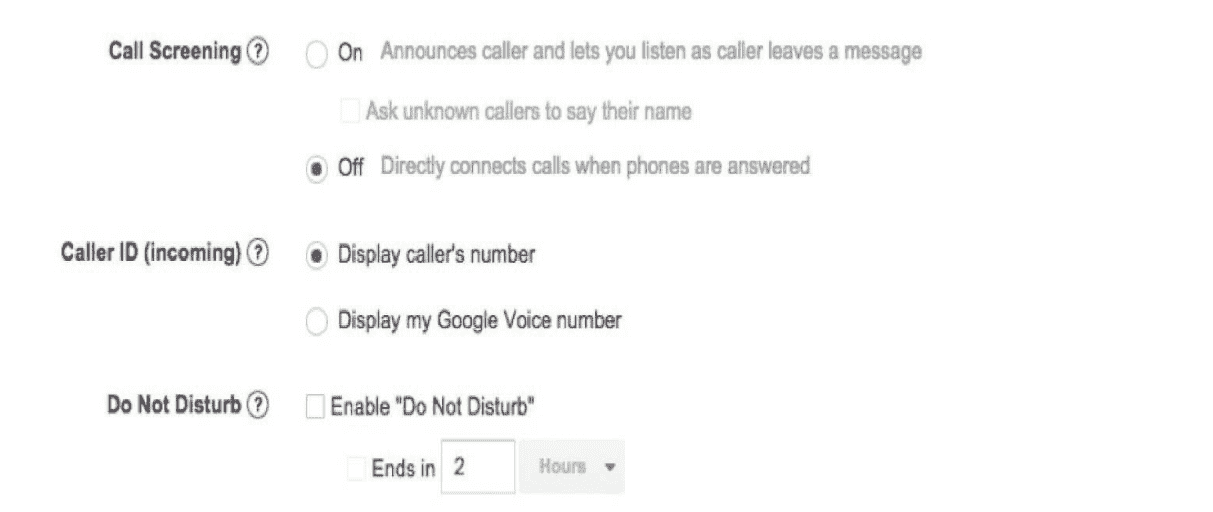 Call Screening ? On Announces caller and lets you listen as caller leaves a message
Ask unknown callers to say their name
Off Directly connects calls when phones are answered
Caller ID (incoming) ? Display caller's number
Display my Google Voice number
Do Not Disturb ? Enable "Do Not Disturb"
Ends in 2 Hours